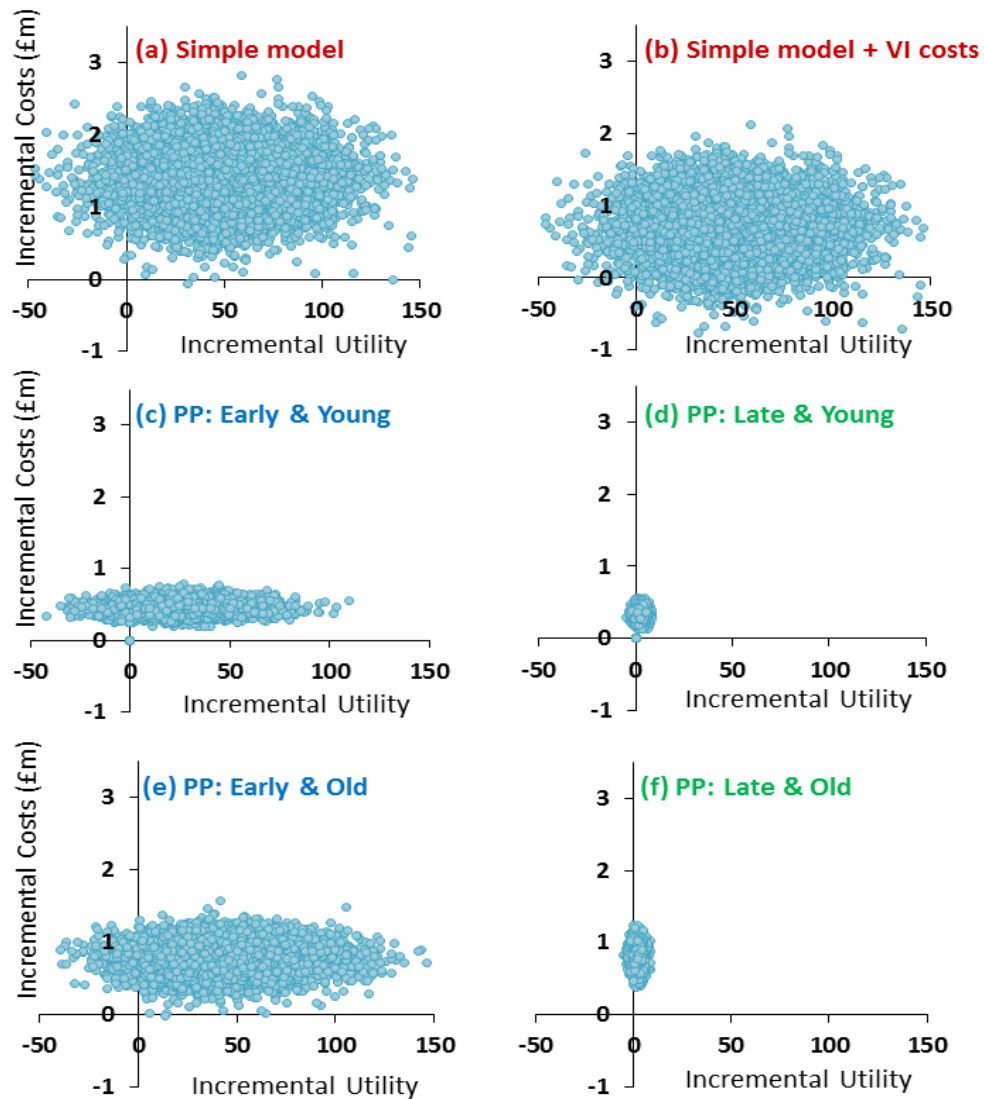 (a) Simple model
(b) Simple model + VI costs
Incremental Costs (£m)
3
2
1
0
-1
-50 0 50 100 150
Incremental Utility
3
2
1
0
-1
-50 0 50 100 150
Incremental Utility
(c) PP: Early & Young
(d) PP: Late & Young
Incremental Costs (£m)
3
2
1
0
-1
-50 0 50 100 150
Incremental Utility
3
2
1
0
-1
-50 0 50 100 150
Incremental Utility
(e) PP: Early & Old
(f) PP: Late & Old
Incremental Costs (£m)
3
2
1
0
-1
-50 0 50 100 150
Incremental Utility
3
2
1
0
-1
-50 0 50 100 150
Incremental Utility